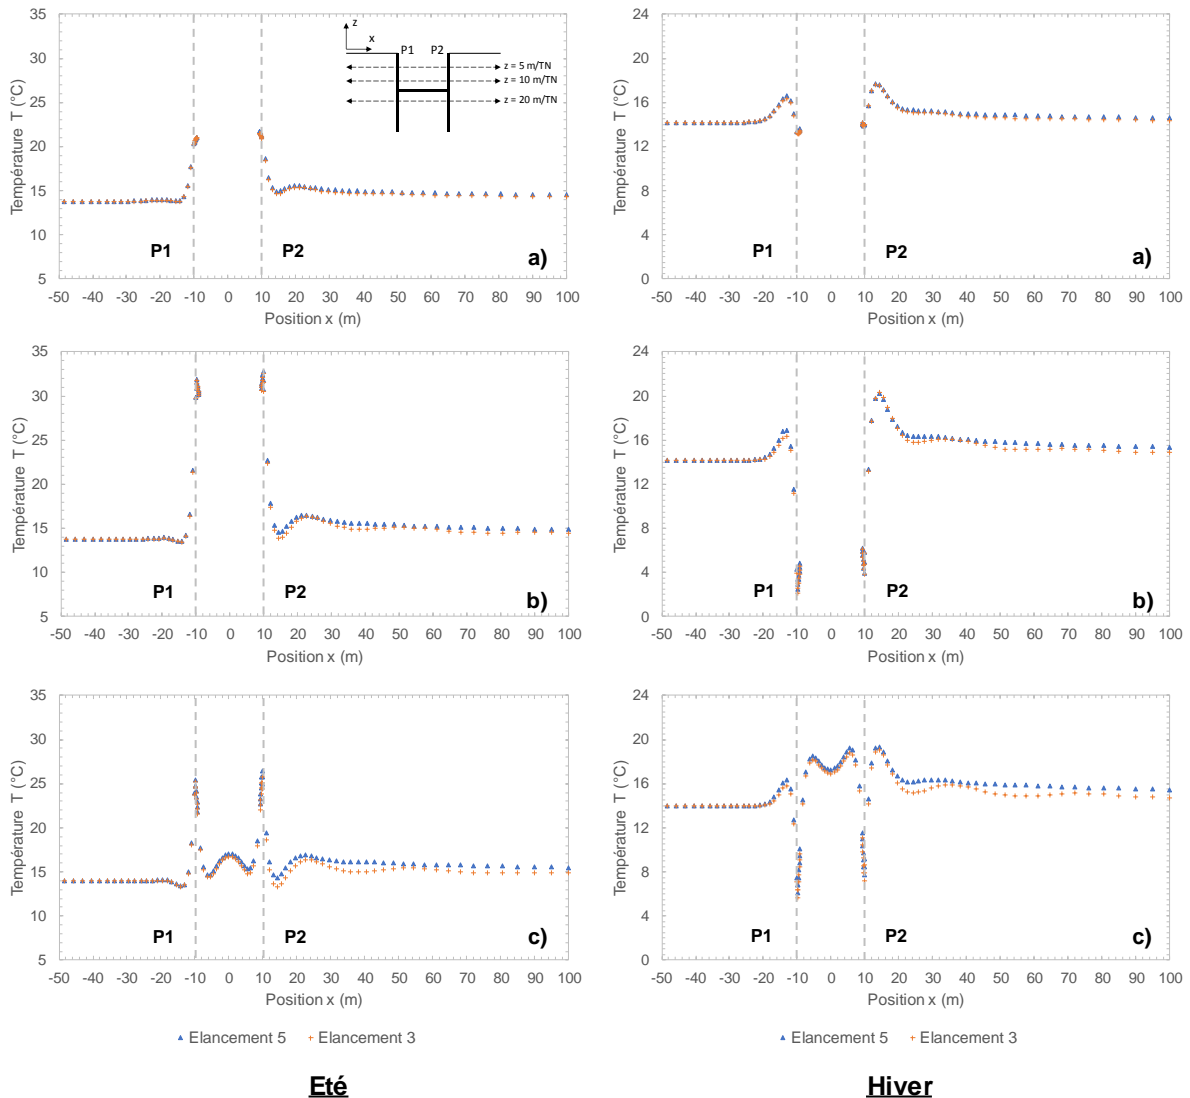 35
30
25
20
15
10
5
Température T (°C)
z
x
P1
P2
z = 5 m/TN
z = 10 m/TN
z = 20 m/TN
P1
P2
a)
-50 -40 -30 -20 -10 0 10 20 30 40 50 60 70 80 90 100
Position x (m)
24
20
16
12
8
4
0
Température T (°C)
P1
P2
a)
-50 -40 -30 -20 -10 0 10 20 30 40 50 60 70 80 90 100
Position x (m)
35
30
25
20
15
10
5
Température T (°C)
P1
P2
b)
-50 -40 -30 -20 -10 0 10 20 30 40 50 60 70 80 90 100
Position x (m)
24
20
16
12
8
4
0
Température T (°C)
P1
P2
b)
-50 -40 -30 -20 -10 0 10 20 30 40 50 60 70 80 90 100
Position x (m)
35
30
25
20
15
10
5
Température T (°C)
P1
P2
c)
-50 -40 -30 -20 -10 0 10 20 30 40 50 60 70 80 90 100
Position x (m)
24
20
16
12
8
4
0
Température T (°C)
P1
P2
c)
-50 -40 -30 -20 -10 0 10 20 30 40 50 60 70 80 90 100
Position x (m)
Elancement 5 Elancement 3
Elancement 5 Elancement 3
Eté
Hiver